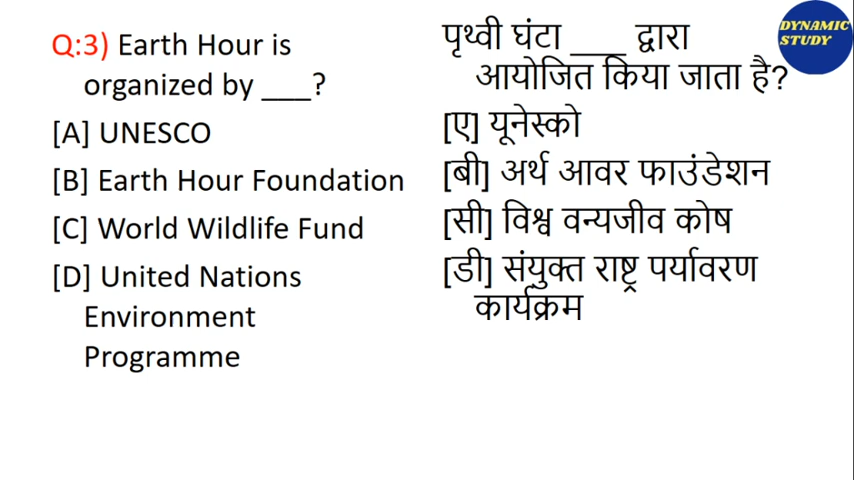 Q:3) Earth Hour is
organized by ___?
[A] UNESCO
[B] Earth Hour Foundation
[C] World Wildlife Fund
[D] United Nations
Environment
Programme
पृथ्वी घंटा ___ द्वारा
आयोजित किया जाता है?
[ए] यूनेस्को
[बी] अर्थ आवर फाउंडेशन
[सी] विश्व वन्यजीव कोष
[डी] संयुक्त राष्ट्र पर्यावरण
कार्यक्रम
DYNAMIC
STUDY